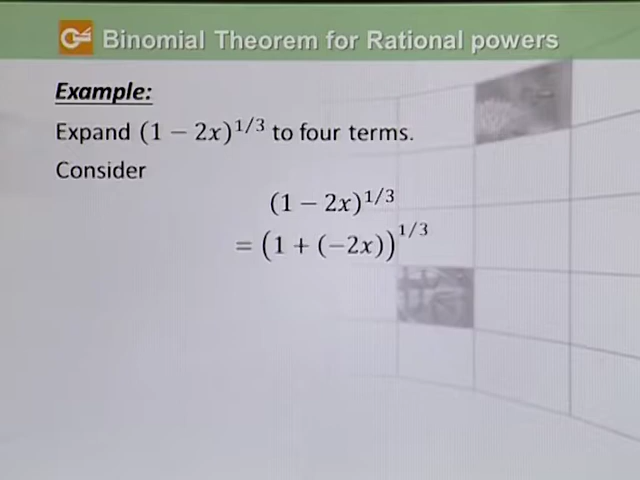 Binomial Theorem for Rational powers
Example:
Expand (1 − 2x)^{1/3} to four terms.
Consider
(1 − 2x)^{1/3}
= (1 + (−2x))^{1/3}